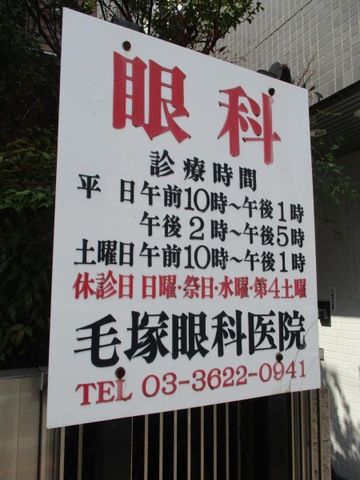 眼科
診療時間
平日午前10時～午後1時
午後2時～午後5時
土曜日午前10時～午後1時
休診日 日曜・祭日・水曜・第4土曜
毛塚眼科医院
TEL 03-3622-0941